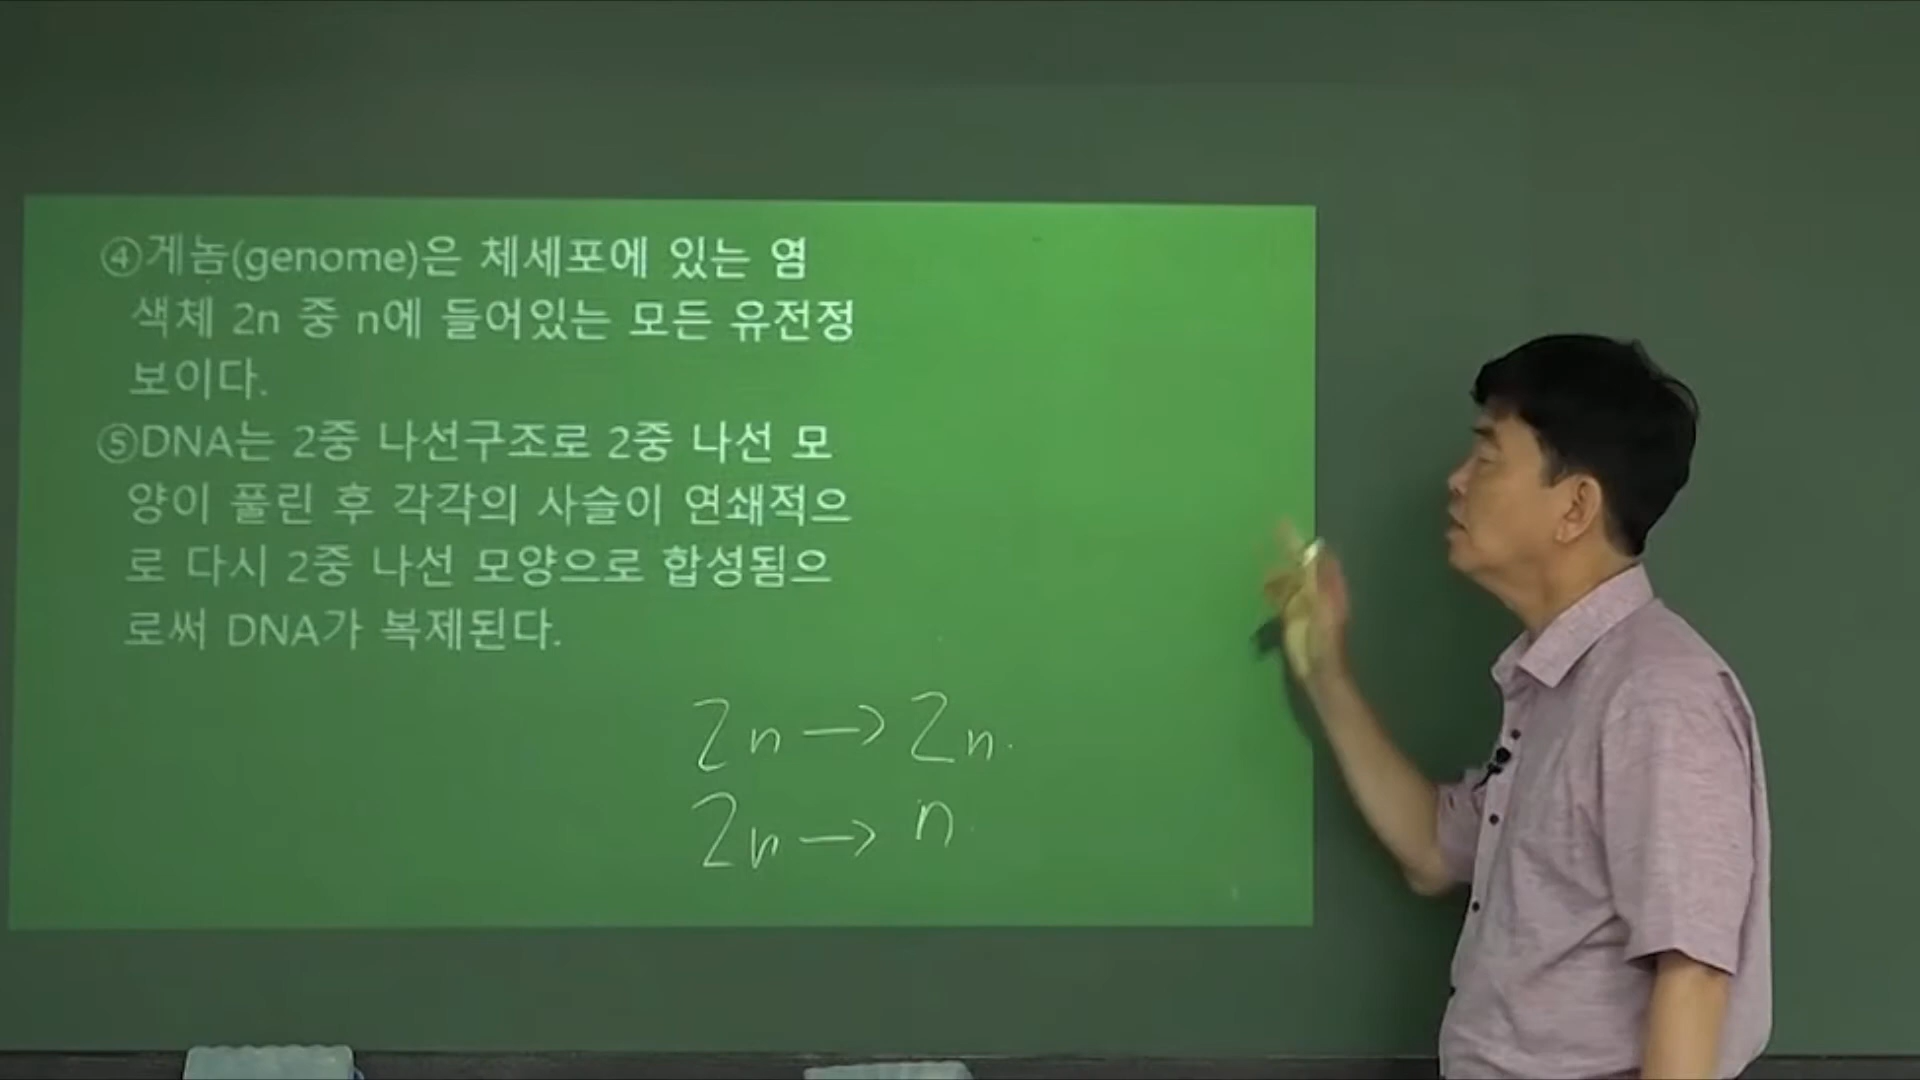 ④게놈(genome)은 체세포에 있는 염
색체 2n 중 n에 들어있는 모든 유전정
보이다.
⑤DNA는 2중 나선구조로 2중 나선 모
양이 풀린 후 각각의 사슬이 연쇄적으
로 다시 2중 나선 모양으로 합성됨으
로써 DNA가 복제된다.
2n → 2n.
2n → n.